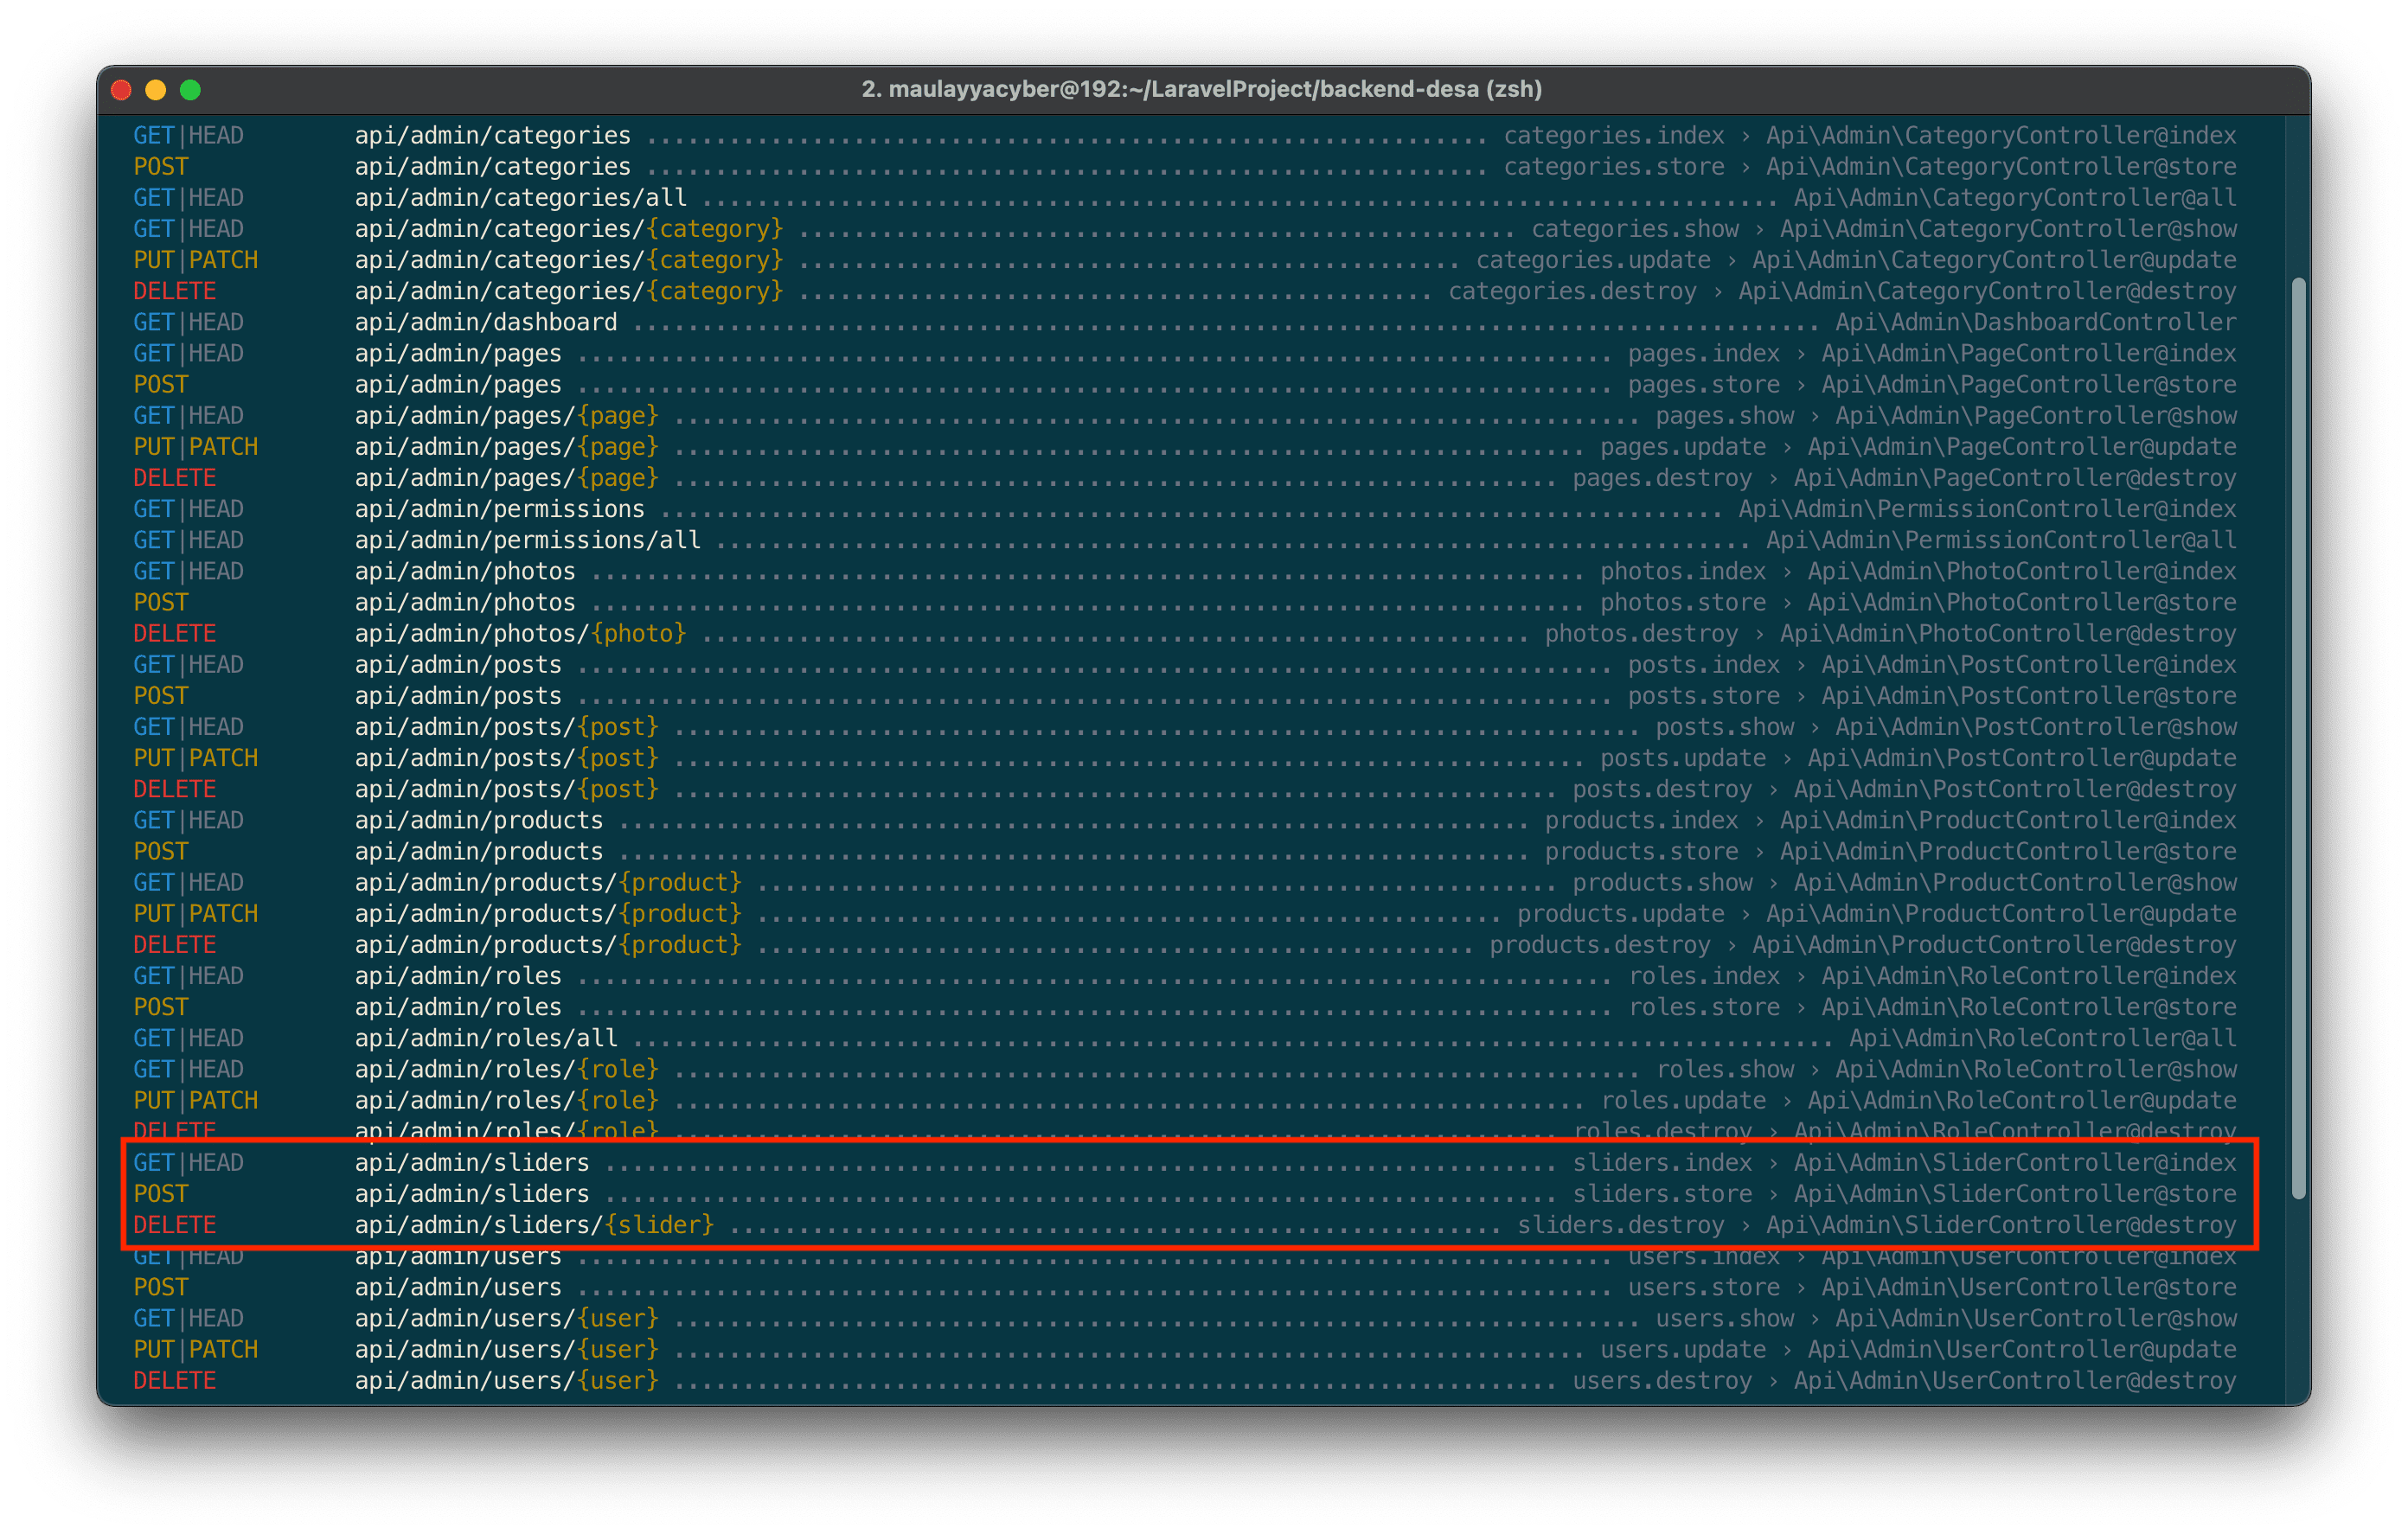 2. maulayyacyber@192:~/LaravelProject/backend-desa (zsh)
GET|HEAD api/admin/categories ............................................................. categories.index › Api\Admin\CategoryController@index
POST api/admin/categories ............................................................. categories.store › Api\Admin\CategoryController@store
GET|HEAD api/admin/categories/all .............................................................................. Api\Admin\CategoryController@all
GET|HEAD api/admin/categories/{category} .................................................... categories.show › Api\Admin\CategoryController@show
PUT|PATCH api/admin/categories/{category} ................................................ categories.update › Api\Admin\CategoryController@update
DELETE api/admin/categories/{category} .............................................. categories.destroy › Api\Admin\CategoryController@destroy
GET|HEAD api/admin/dashboard ...................................................................................... Api\Admin\DashboardController
GET|HEAD api/admin/pages ........................................................................... pages.index › Api\Admin\PageController@index
POST api/admin/pages ........................................................................... pages.store › Api\Admin\PageController@store
GET|HEAD api/admin/pages/{page} ...................................................................... pages.show › Api\Admin\PageController@show
PUT|PATCH api/admin/pages/{page} .................................................................. pages.update › Api\Admin\PageController@update
DELETE api/admin/pages/{page} ................................................................ pages.destroy › Api\Admin\PageController@destroy
GET|HEAD api/admin/permissions ............................................................................. Api\Admin\PermissionController@index
GET|HEAD api/admin/permissions/all ........................................................................... Api\Admin\PermissionController@all
GET|HEAD api/admin/photos ........................................................................ photos.index › Api\Admin\PhotoController@index
POST api/admin/photos ........................................................................ photos.store › Api\Admin\PhotoController@store
DELETE api/admin/photos/{photo} ............................................................ photos.destroy › Api\Admin\PhotoController@destroy
GET|HEAD api/admin/posts ........................................................................... posts.index › Api\Admin\PostController@index
POST api/admin/posts ........................................................................... posts.store › Api\Admin\PostController@store
GET|HEAD api/admin/posts/{post} ...................................................................... posts.show › Api\Admin\PostController@show
PUT|PATCH api/admin/posts/{post} .................................................................. posts.update › Api\Admin\PostController@update
DELETE api/admin/posts/{post} ................................................................ posts.destroy › Api\Admin\PostController@destroy
GET|HEAD api/admin/products .................................................................. products.index › Api\Admin\ProductController@index
POST api/admin/products .................................................................. products.store › Api\Admin\ProductController@store
GET|HEAD api/admin/products/{product} .......................................................... products.show › Api\Admin\ProductController@show
PUT|PATCH api/admin/products/{product} ...................................................... products.update › Api\Admin\ProductController@update
DELETE api/admin/products/{product} .................................................... products.destroy › Api\Admin\ProductController@destroy
GET|HEAD api/admin/roles ........................................................................... roles.index › Api\Admin\RoleController@index
POST api/admin/roles ........................................................................... roles.store › Api\Admin\RoleController@store
GET|HEAD api/admin/roles/all ....................................................................................... Api\Admin\RoleController@all
GET|HEAD api/admin/roles/{role} ...................................................................... roles.show › Api\Admin\RoleController@show
PUT|PATCH api/admin/roles/{role} .................................................................. roles.update › Api\Admin\RoleController@update
DELETE api/admin/roles/{role} ................................................................ roles.destroy › Api\Admin\RoleController@destroy
GET|HEAD api/admin/sliders ..................................................................... sliders.index › Api\Admin\SliderController@index
POST api/admin/sliders ..................................................................... sliders.store › Api\Admin\SliderController@store
DELETE api/admin/sliders/{slider} ........................................................ sliders.destroy › Api\Admin\SliderController@destroy
GET|HEAD api/admin/users ........................................................................... users.index › Api\Admin\UserController@index
POST api/admin/users ........................................................................... users.store › Api\Admin\UserController@store
GET|HEAD api/admin/users/{user} ...................................................................... users.show › Api\Admin\UserController@show
PUT|PATCH api/admin/users/{user} .................................................................. users.update › Api\Admin\UserController@update
DELETE api/admin/users/{user} ................................................................ users.destroy › Api\Admin\UserController@destroy